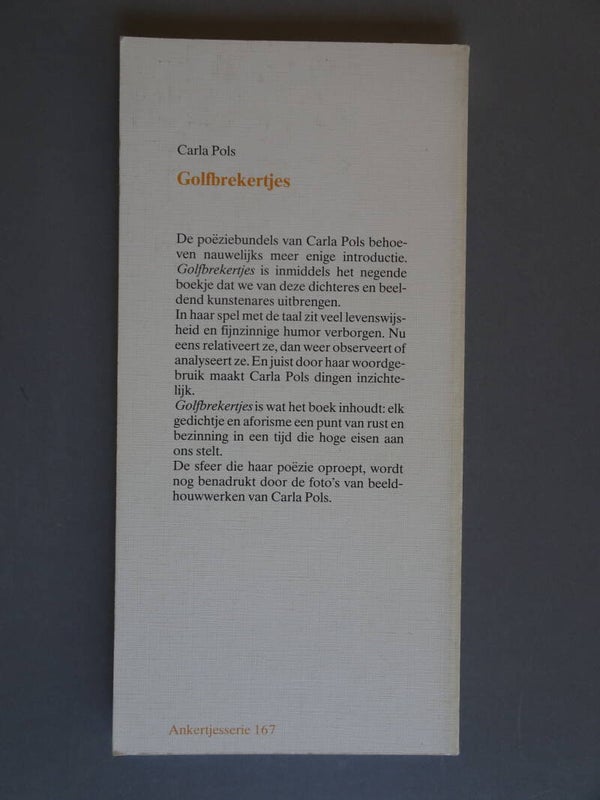 Carla Pols
Golfbrekertjes
De poëziebundels van Carla Pols behoe-
ven nauwelijks meer enige introductie.
Golfbrekertjes is inmiddels het negende
boekje dat we van deze dichteres en beel-
dend kunstenares uitbrengen.
In haar spel met de taal zit veel levenswijs-
heid en fijnzinnige humor verborgen. Nu
eens relativeert ze, dan weer observeert of
analyseert ze. En juist door haar woordge-
bruik maakt Carla Pols dingen inzichte-
lijk.
Golfbrekertjes is wat het boek inhoudt: elk
gedichtje en aforisme een punt van rust en
bezinning in een tijd die hoge eisen aan
ons stelt.
De sfeer die haar poëzie oproept, wordt
nog benadrukt door de foto's van beeld-
houwwerken van Carla Pols.
Ankertjesserie 167